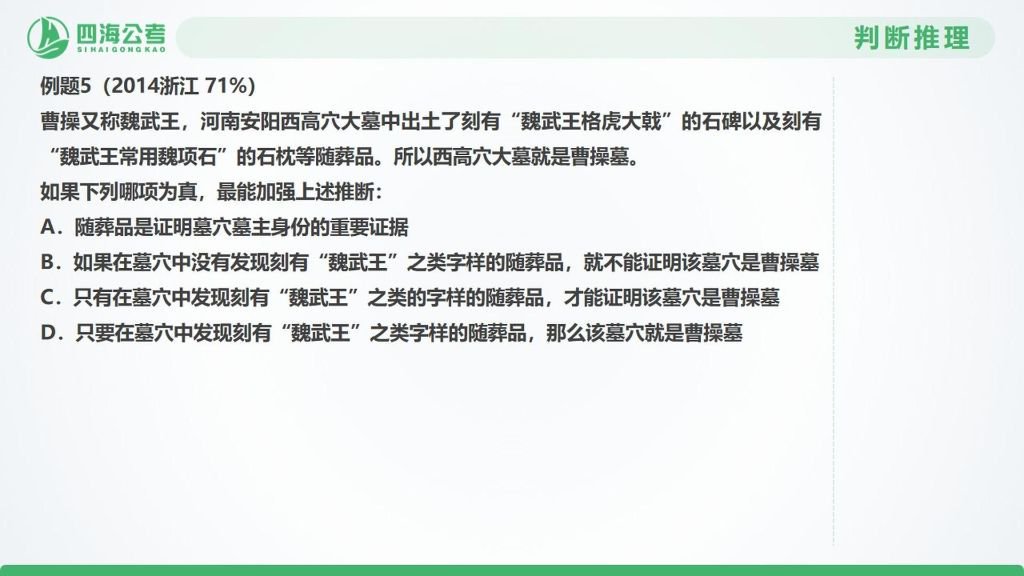 四海公考
SIHAIGONGKAO
判断推理
例题5（2014浙江 71%）
曹操又称魏武王，河南安阳西高穴大墓中出土了刻有“魏武王格虎大戟”的石碑以及刻有
“魏武王常用魏项石”的石枕等随葬品。所以西高穴大墓就是曹操墓。
如果下列哪项为真，最能加强上述推断：
A．随葬品是证明墓穴墓主身份的重要证据
B．如果在墓穴中没有发现刻有“魏武王”之类字样的随葬品，就不能证明该墓穴是曹操墓
C．只有在墓穴中发现刻有“魏武王”之类的字样的随葬品，才能证明该墓穴是曹操墓
D．只要在墓穴中发现刻有“魏武王”之类字样的随葬品，那么该墓穴就是曹操墓